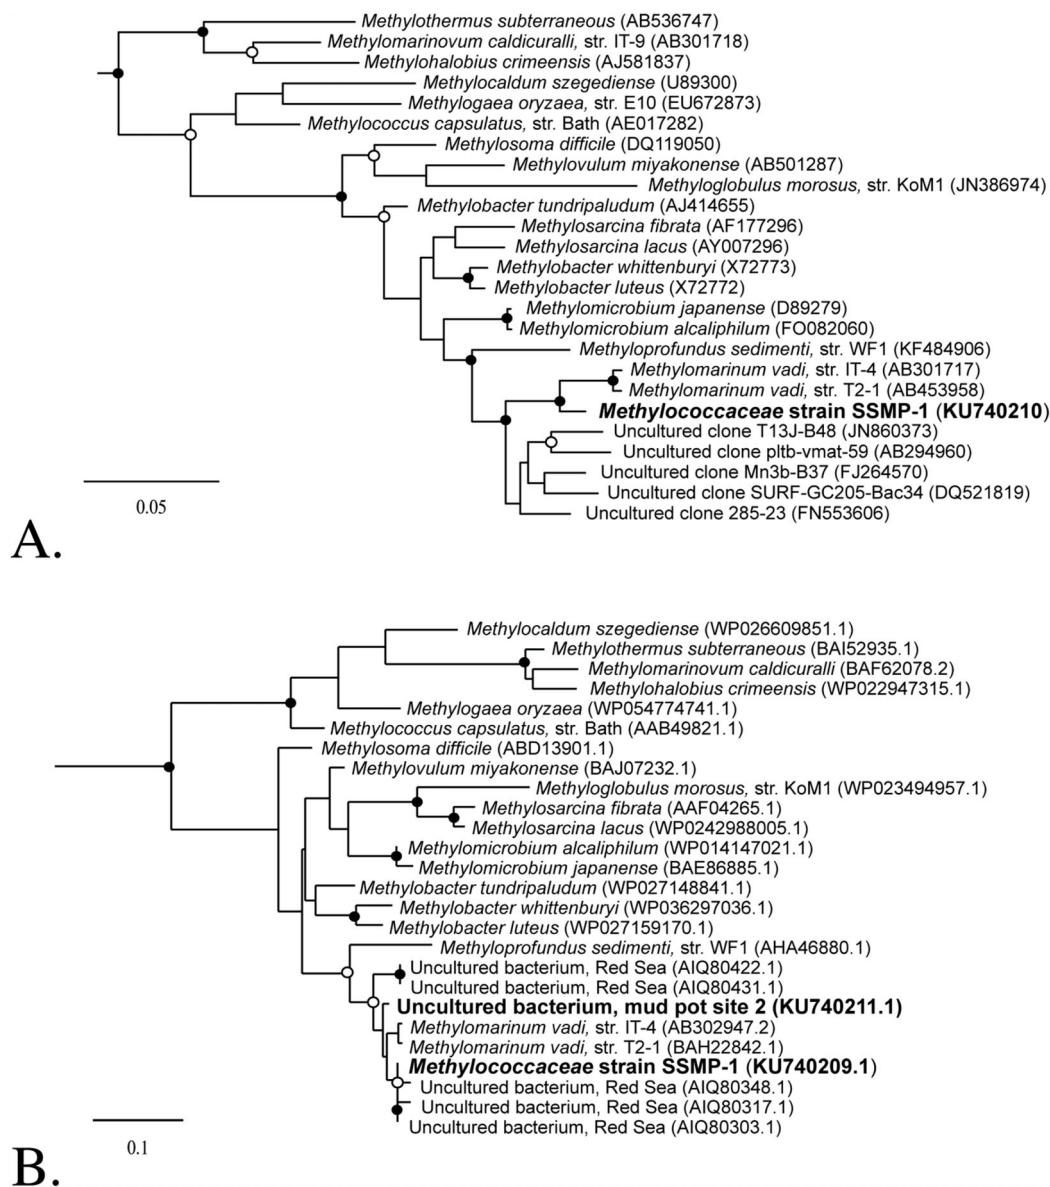 Methylothermus subterraneous (AB536747)
Methylomarinovum caldicuralli, str. IT-9 (AB301718)
Methylohalobius crimeensis (AJ581837)
Methylocaldum szegediense (U89300)
Methylogaea oryzaea, str. E10 (EU672873)
Methylococcus capsulatus, str. Bath (AE017282)
Methylosoma difficile (DQ119050)
Methylovulum miyakonense (AB501287)
Methyloglobulus morosus, str. KoM1 (JN386974)
Methylobacter tundripaludum (AJ414655)
Methylosarcina fibrata (AF177296)
Methylosarcina lacus (AY007296)
Methylobacter whittenburyi (X72773)
Methylobacter luteus (X72772)
Methylomicrobium japanense (D89279)
Methylomicrobium alcaliphilum (FO082060)
Methyloprofundus sedimenti, str. WF1 (KF484906)
Methylomarinum vadi, str. IT-4 (AB301717)
Methylomarinum vadi, str. T2-1 (AB453958)
Methylococcaceae strain SSMP-1 (KU740210)
Uncultured clone T13J-B48 (JN860373)
Uncultured clone pltb-vmat-59 (AB294960)
Uncultured clone Mn3b-B37 (FJ264570)
Uncultured clone SURF-GC205-Bac34 (DQ521819)
Uncultured clone 285-23 (FN553606)
0.05
A.
Methylocaldum szegediense (WP026609851.1)
Methylothermus subterraneous (BAI52935.1)
Methylomarinovum caldicuralli (BAF62078.2)
Methylohalobius crimeensis (WP022947315.1)
Methylogaea oryzaea (WP054774741.1)
Methylococcus capsulatus, str. Bath (AAB49821.1)
Methylosoma difficile (ABD13901.1)
Methylovulum miyakonense (BAJ07232.1)
Methyloglobulus morosus, str. KoM1 (WP023494957.1)
Methylosarcina fibrata (AAF04265.1)
Methylosarcina lacus (WP0242988005.1)
Methylomicrobium alcaliphilum (WP014147021.1)
Methylomicrobium japanense (BAE86885.1)
Methylobacter tundripaludum (WP027148841.1)
Methylobacter whittenburyi (WP036297036.1)
Methylobacter luteus (WP027159170.1)
Methyloprofundus sedimenti, str. WF1 (AHA46880.1)
Uncultured bacterium, Red Sea (AIQ80422.1)
Uncultured bacterium, Red Sea (AIQ80431.1)
Uncultured bacterium, mud pot site 2 (KU740211.1)
Methylomarinum vadi, str. IT-4 (AB302947.2)
Methylomarinum vadi, str. T2-1 (BAH22842.1)
Methylococcaceae strain SSMP-1 (KU740209.1)
Uncultured bacterium, Red Sea (AIQ80348.1)
Uncultured bacterium, Red Sea (AIQ80317.1)
Uncultured bacterium, Red Sea (AIQ80303.1)
0.1
B.